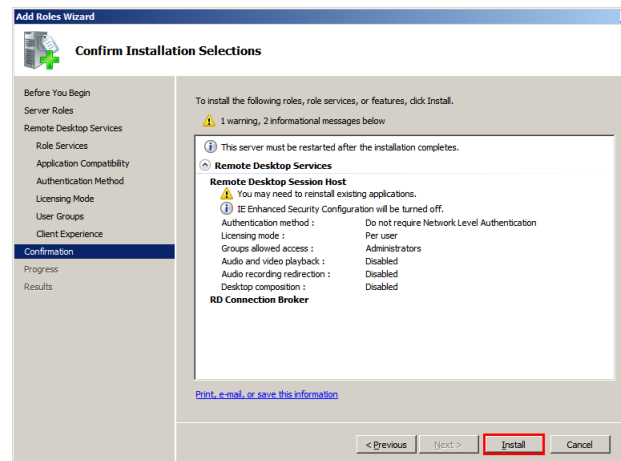 Add Roles Wizard
Confirm Installation Selections
Before You Begin
Server Roles
Remote Desktop Services
Role Services
Application Compatibility
Authentication Method
Licensing Mode
User Groups
Client Experience
Confirmation
Progress
Results
To install the following roles, role services, or features, click Install.
1 warning, 2 informational messages below
This server must be restarted after the installation completes.
Remote Desktop Services
Remote Desktop Session Host
You may need to reinstall existing applications.
IE Enhanced Security Configuration will be turned off.
Authentication method : Do not require Network Level Authentication
Licensing mode : Per user
Groups allowed access : Administrators
Audio and video playback : Disabled
Audio recording redirection : Disabled
Desktop composition : Disabled
RD Connection Broker
Print, e-mail, or save this information
< Previous Next > Install Cancel